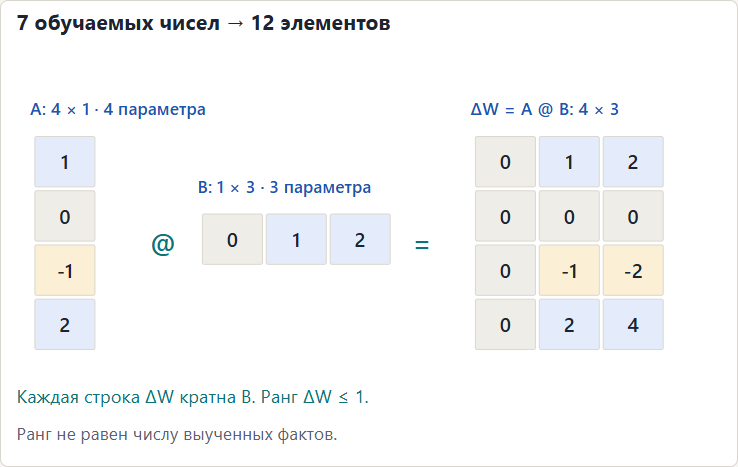 7 обучаемых чисел → 12 элементов
A: 4 × 1 · 4 параметра
ΔW = A @ B: 4 × 3
B: 1 × 3 · 3 параметра
1
0
-1
2
@
0 1 2
=
0 1 2
0 0 0
0 -1 -2
0 2 4
Каждая строка ΔW кратна B. Ранг ΔW ≤ 1.
Ранг не равен числу выученных фактов.